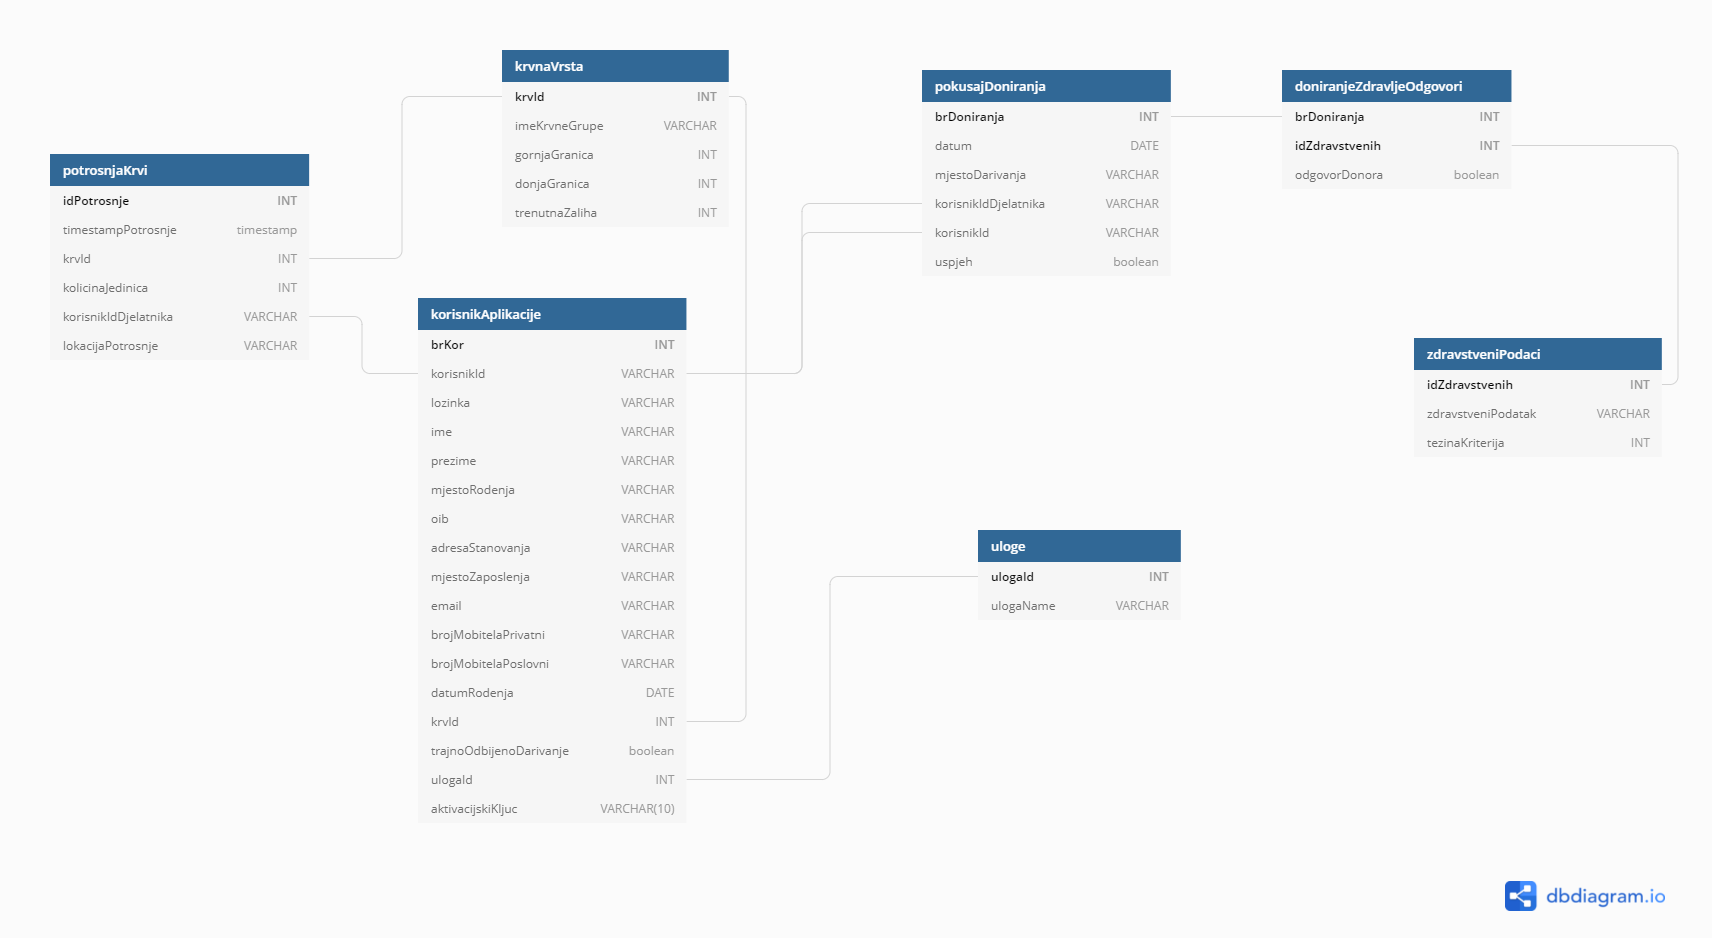 krvnaVrsta
krvId INT
imeKrvneGrupe VARCHAR
gornjaGranica INT
donjaGranica INT
trenutnaZaliha INT
pokusajDoniranja
brDoniranja INT
datum DATE
mjestoDarivanja VARCHAR
korisnikIdDjelatnika VARCHAR
korisnikId VARCHAR
uspjeh boolean
doniranjeZdravljeOdgovori
brDoniranja INT
idZdravstvenih INT
odgovorDonora boolean
potrosnjaKrvi
idPotrosnje INT
timestampPotrosnje timestamp
krvId INT
kolicinaJedinica INT
korisnikIdDjelatnika VARCHAR
lokacijaPotrosnje VARCHAR
korisnikAplikacije
brKor INT
korisnikId VARCHAR
lozinka VARCHAR
ime VARCHAR
prezime VARCHAR
mjestoRodenja VARCHAR
oib VARCHAR
adresaStanovanja VARCHAR
mjestoZaposlenja VARCHAR
email VARCHAR
brojMobitelaPrivatni VARCHAR
brojMobitelaPoslovni VARCHAR
datumRodenja DATE
krvId INT
trajnoOdbijenoDarivanje boolean
ulogaId INT
aktivacijskiKljuc VARCHAR(10)
zdravstveniPodaci
idZdravstvenih INT
zdravstveniPodatak VARCHAR
tezinaKriterija INT
uloge
ulogaId INT
ulogaName VARCHAR
dbdiagram.io